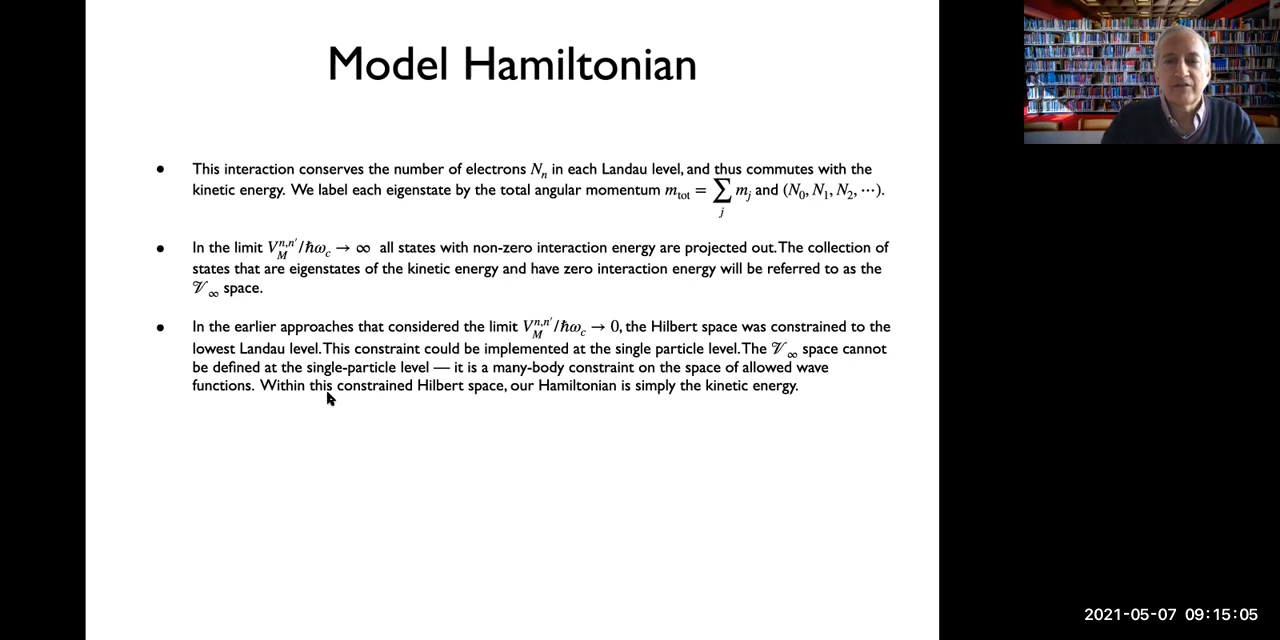 Model Hamiltonian
• This interaction conserves the number of electrons Nₙ in each Landau level, and thus commutes with the
kinetic energy. We label each eigenstate by the total angular momentum m_tot = ∑_j m_j and (N₀, N₁, N₂, ⋯).
• In the limit V_M^{n,n′}/ℏω_c → ∞ all states with non-zero interaction energy are projected out. The collection of
states that are eigenstates of the kinetic energy and have zero interaction energy will be referred to as the
𝒱_∞ space.
• In the earlier approaches that considered the limit V_M^{n,n′}/ℏω_c → 0, the Hilbert space was constrained to the
lowest Landau level. This constraint could be implemented at the single particle level. The 𝒱_∞ space cannot
be defined at the single-particle level — it is a many-body constraint on the space of allowed wave
functions. Within this constrained Hilbert space, our Hamiltonian is simply the kinetic energy.
2021-05-07 09:15:05